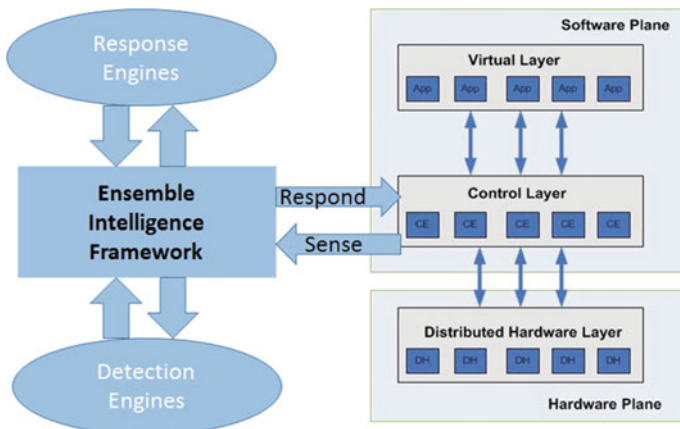 Response
Engines
Ensemble
Intelligence
Framework
Detection
Engines
Respond
Sense
Software Plane
Virtual Layer
App App App App App
Control Layer
CE CE CE CE CE
Distributed Hardware Layer
DH DH DH DH DH
Hardware Plane